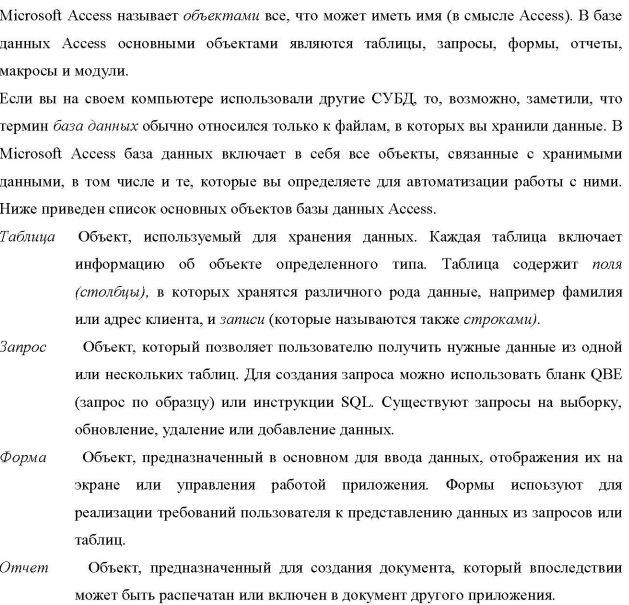 Microsoft Access называет объектами все, что может иметь имя (в смысле Access). В базе
данных Access основными объектами являются таблицы, запросы, формы, отчеты,
макросы и модули.
Если вы на своем компьютере использовали другие СУБД, то, возможно, заметили, что
термин база данных обычно относился только к файлам, в которых вы хранили данные. В
Microsoft Access база данных включает в себя все объекты, связанные с хранимыми
данными, в том числе и те, которые вы определяете для автоматизации работы с ними.
Ниже приведен список основных объектов базы данных Access.
Таблица Объект, используемый для хранения данных. Каждая таблица включает
информацию об объекте определенного типа. Таблица содержит поля
(столбцы), в которых хранятся различного рода данные, например фамилия
или адрес клиента, и записи (которые называются также строками).
Запрос Объект, который позволяет пользователю получить нужные данные из одной
или нескольких таблиц. Для создания запроса можно использовать бланк QBE
(запрос по образцу) или инструкции SQL. Существуют запросы на выборку,
обновление, удаление или добавление данных.
Форма Объект, предназначенный в основном для ввода данных, отображения их на
экране или управления работой приложения. Формы испоьзуют для
реализации требований пользователя к представлению данных из запросов или
таблиц.
Отчет Объект, предназначенный для создания документа, который впоследствии
может быть распечатан или включен в документ другого приложения.